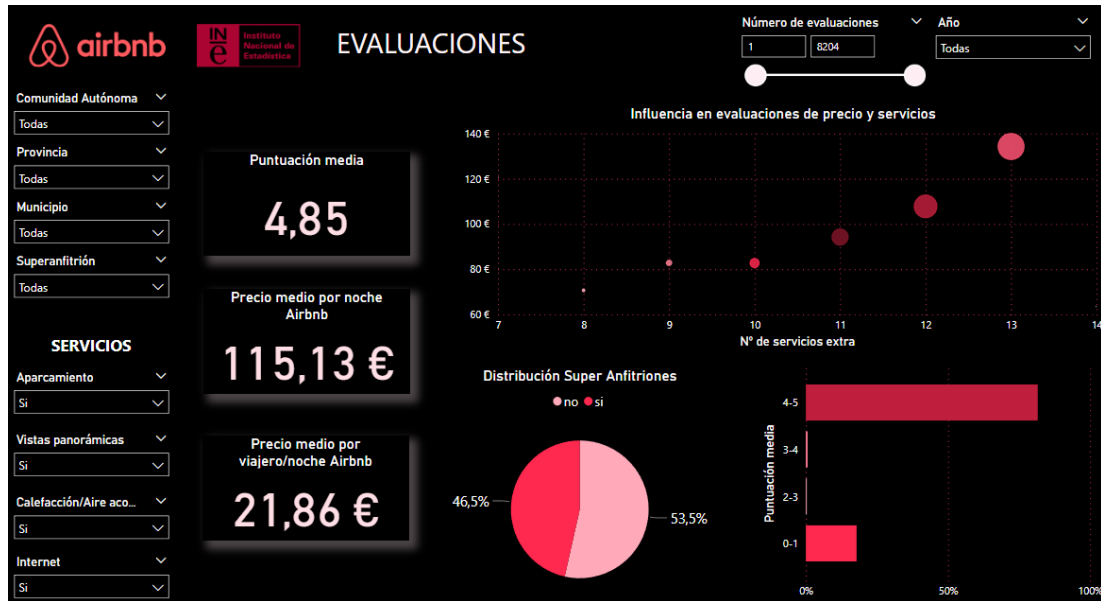 airbnb
INe
Instituto
Nacional de
Estadística
EVALUACIONES
Número de evaluaciones
1
8204
Año
Todas
Comunidad Autónoma
Todas
Provincia
Todas
Municipio
Todas
Superanfitrión
Todas
SERVICIOS
Aparcamiento
Si
Vistas panorámicas
Si
Calefacción/Aire aco...
Si
Internet
Si
Puntuación media
4,85
Precio medio por noche
Airbnb
115,13 €
Precio medio por
viajero/noche Airbnb
21,86 €
Influencia en evaluaciones de precio y servicios
140 €
120 €
100 €
80 €
60 €
7 8 9 10 11 12 13 14
Nº de servicios extra
Distribución Super Anfitriones
no si
46,5%
53,5%
Puntuación media
4-5
3-4
2-3
0-1
0% 50% 100%